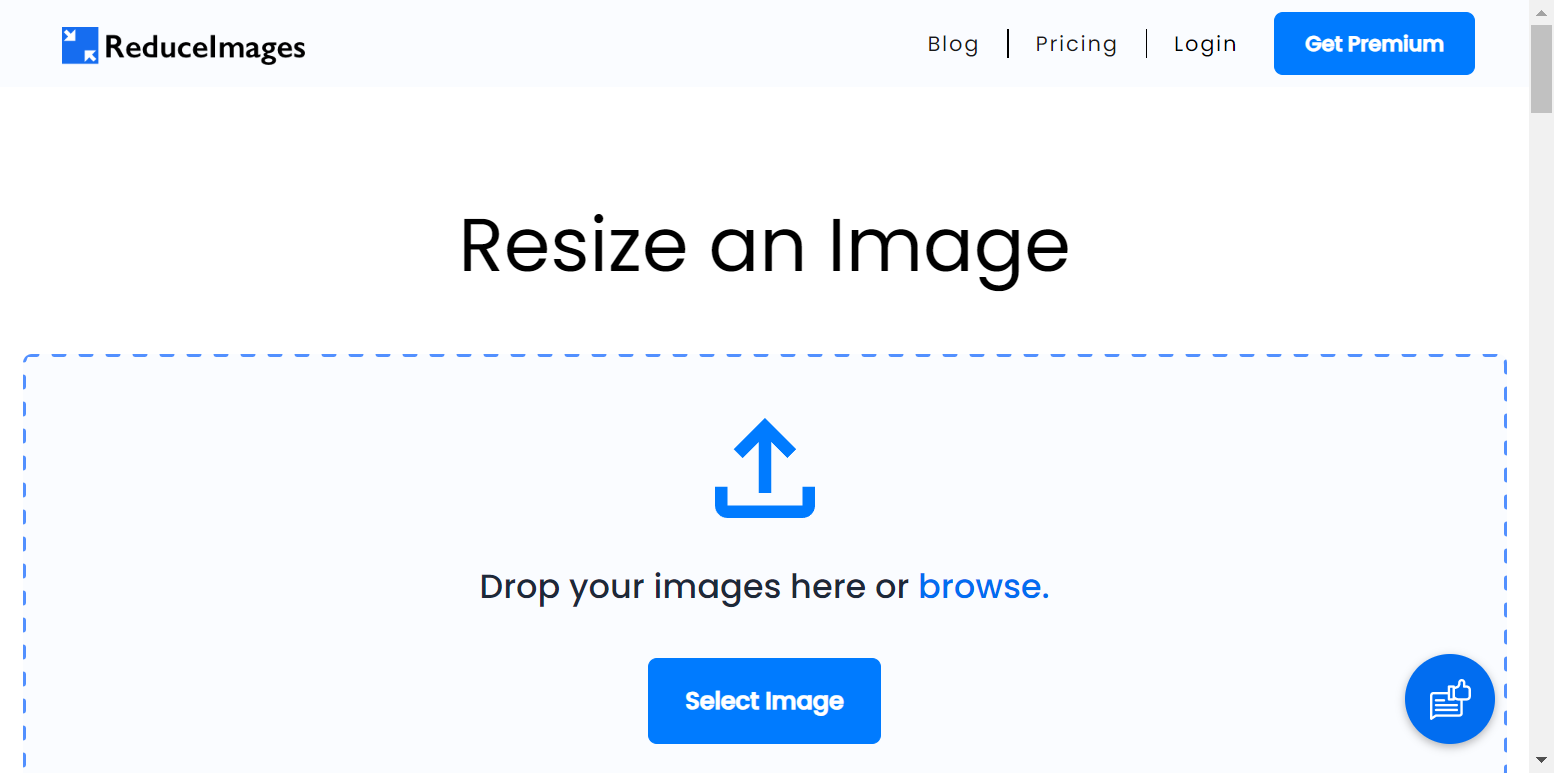 ReduceImages
Blog
Pricing
Login
Get Premium
Resize an Image
Drop your images here or browse.
Select Image